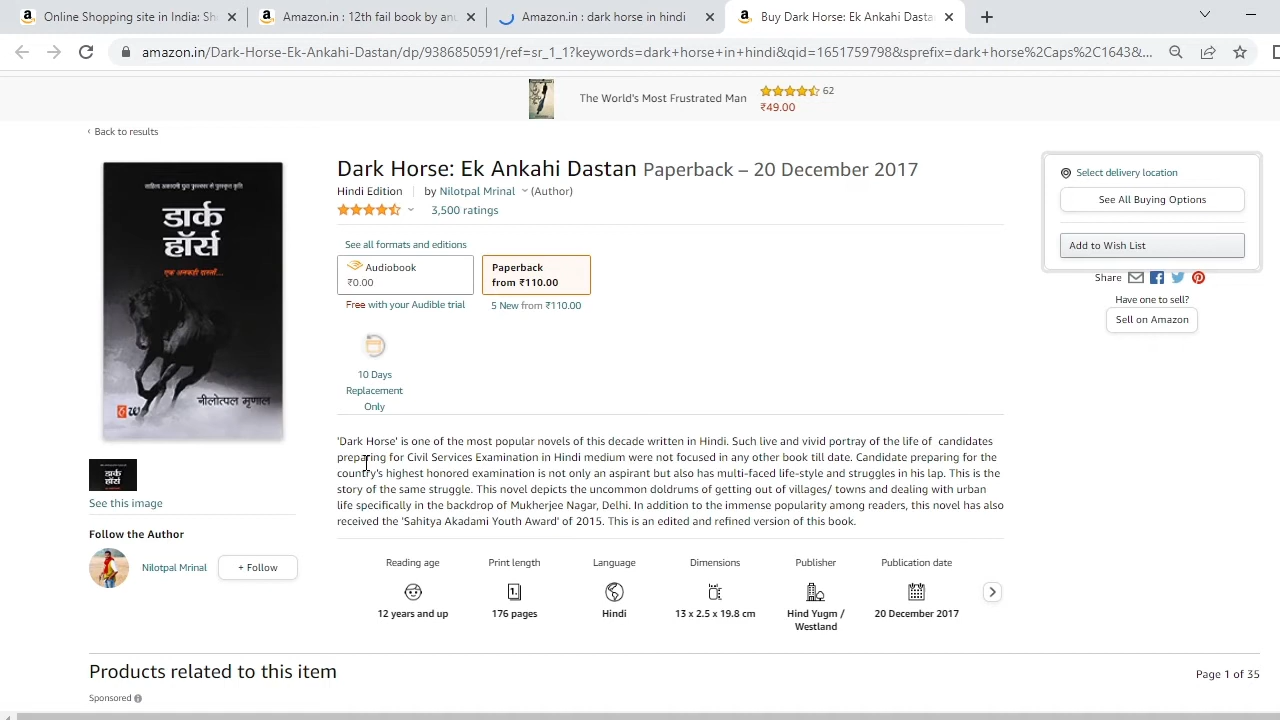 Online Shopping site in India: Sh
Amazon.in : 12th fail book by anu
Amazon.in : dark horse in hindi
Buy Dark Horse: Ek Ankahi Dasta
amazon.in/Dark-Horse-Ek-Ankahi-Dastan/dp/9386850591/ref=sr_1_1?keywords=dark+horse+in+hindi&qid=1651759798&sprefix=dark+horse%2Caps%2C1643&...
The World's Most Frustrated Man
62
₹49.00
‹ Back to results
साहित्य अकादमी युवा पुरस्कार से पुरस्कृत कृति
डार्क
हॉर्स
एक अनकही दास्ताँ...
नीलोत्पल मृणाल
डार्क
हॉर्स
See this image
Follow the Author
Nilotpal Mrinal
+ Follow
Dark Horse: Ek Ankahi Dastan Paperback – 20 December 2017
Hindi Edition | by Nilotpal Mrinal (Author)
3,500 ratings
See all formats and editions
Audiobook
₹0.00
Free with your Audible trial
Paperback
from ₹110.00
5 New from ₹110.00
10 Days
Replacement
Only
'Dark Horse' is one of the most popular novels of this decade written in Hindi. Such live and vivid portray of the life of candidates
preparing for Civil Services Examination in Hindi medium were not focused in any other book till date. Candidate preparing for the
country's highest honored examination is not only an aspirant but also has multi-faced life-style and struggles in his lap. This is the
story of the same struggle. This novel depicts the uncommon doldrums of getting out of villages/ towns and dealing with urban
life specifically in the backdrop of Mukherjee Nagar, Delhi. In addition to the immense popularity among readers, this novel has also
received the 'Sahitya Akadami Youth Award' of 2015. This is an edited and refined version of this book.
Reading age
12 years and up
Print length
176 pages
Language
Hindi
Dimensions
13 x 2.5 x 19.8 cm
Publisher
Hind Yugm /
Westland
Publication date
20 December 2017
Select delivery location
See All Buying Options
Add to Wish List
Share
Have one to sell?
Sell on Amazon
Products related to this item
Page 1 of 35
Sponsored